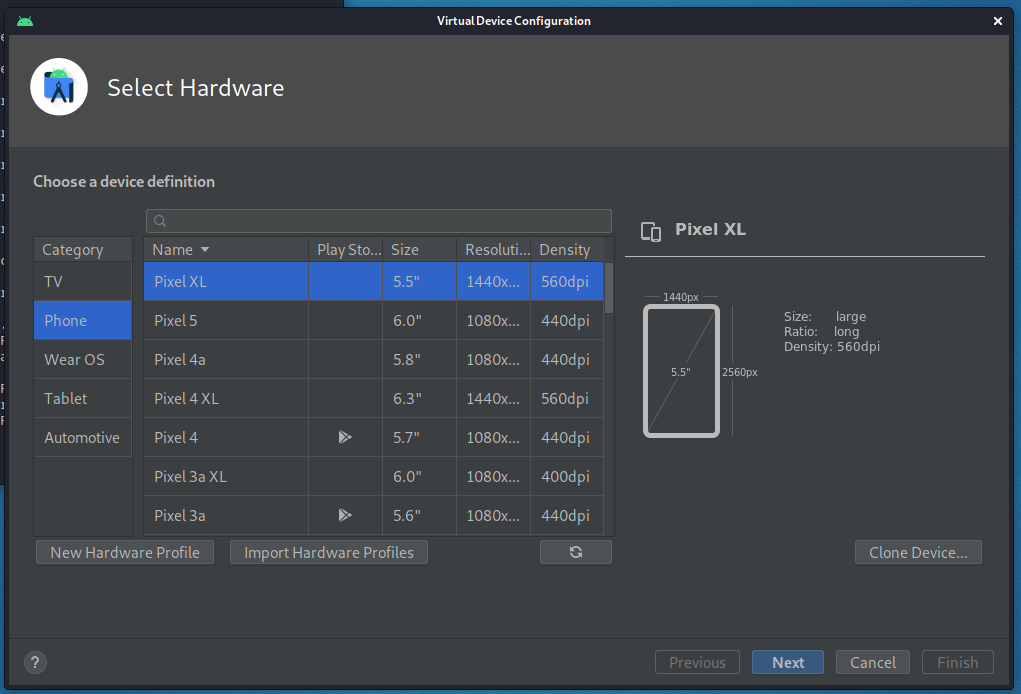 Virtual Device Configuration
Select Hardware
Choose a device definition
Category
TV
Phone
Wear OS
Tablet
Automotive
Name Play Sto... Size Resoluti... Density
Pixel XL 5.5" 1440x... 560dpi
Pixel 5 6.0" 1080x... 440dpi
Pixel 4a 5.8" 1080x... 440dpi
Pixel 4 XL 6.3" 1440x... 560dpi
Pixel 4 5.7" 1080x... 440dpi
Pixel 3a XL 6.0" 1080x... 400dpi
Pixel 3a 5.6" 1080x... 440dpi
Pixel XL
1440px
5.5"
2560px
Size: large
Ratio: long
Density: 560dpi
New Hardware Profile
Import Hardware Profiles
Clone Device...
?
Previous
Next
Cancel
Finish